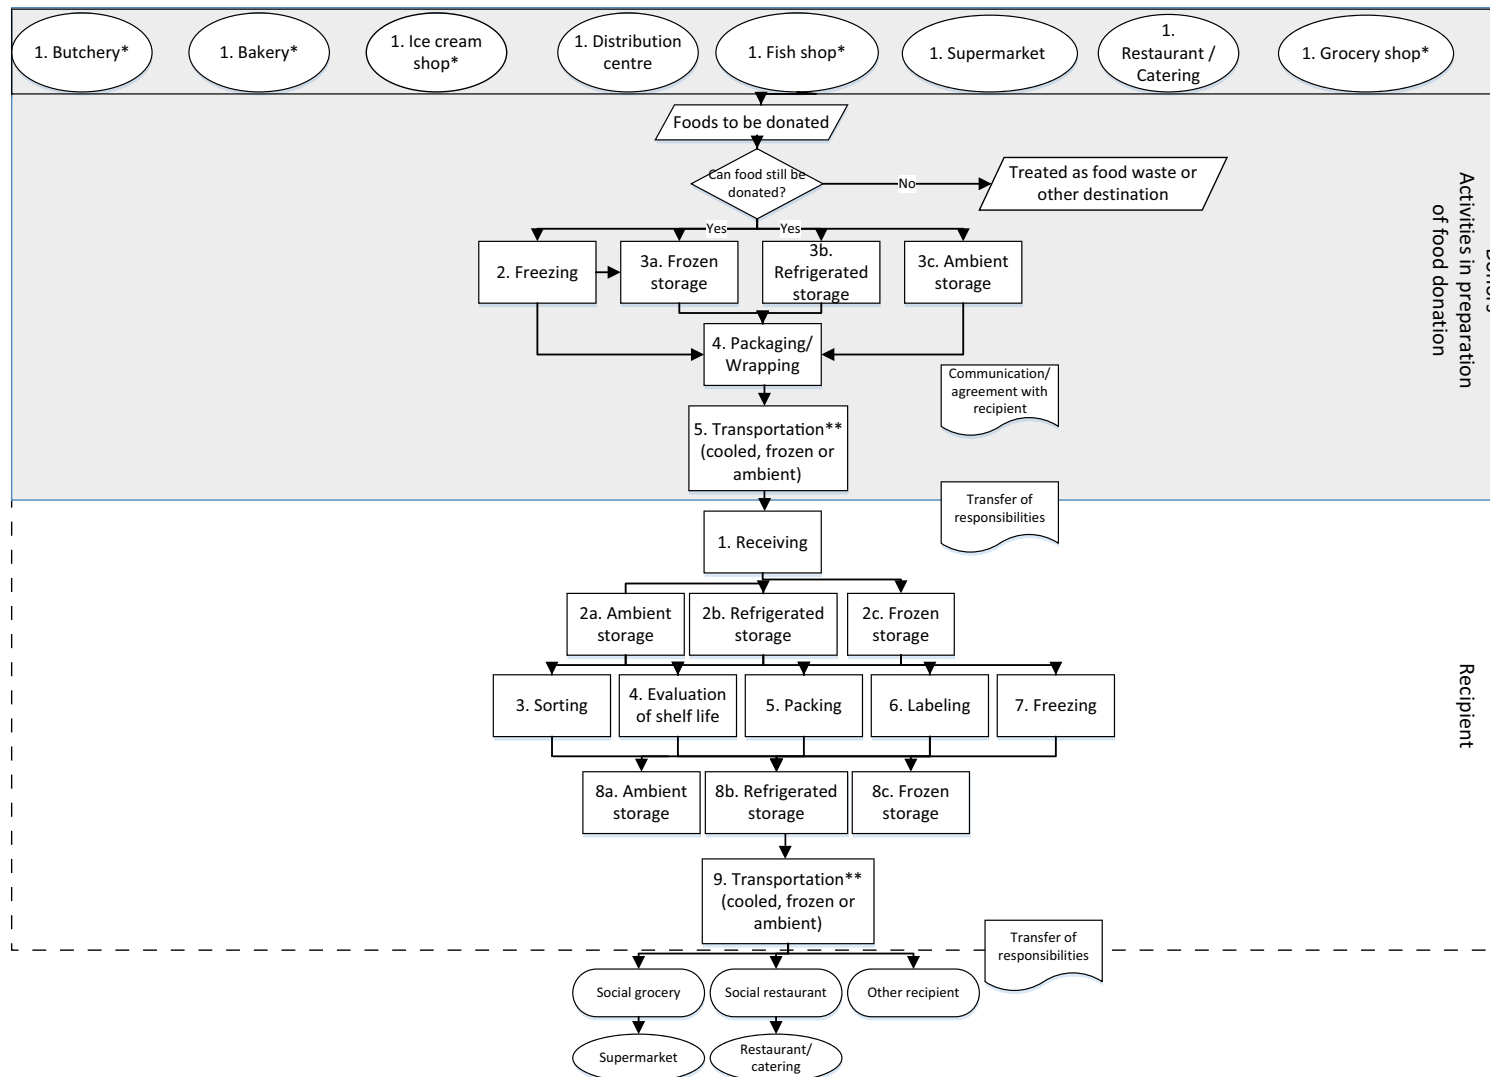 1. Butchery*
1. Bakery*
1. Ice cream
shop*
1. Distribution
centre
1. Fish shop*
1. Supermarket
1.
Restaurant /
Catering
1. Grocery shop*
Foods to be donated
Can food still be
donated?
No
Treated as food waste or
other destination
Yes
Yes
2. Freezing
3a. Frozen
storage
3b.
Refrigerated
storage
3c. Ambient
storage
4. Packaging/
Wrapping
Communication/
agreement with
recipient
5. Transportation**
(cooled, frozen or
ambient)
Donors
Activities in preparation
of food donation
Transfer of
responsibilities
1. Receiving
2a. Ambient
storage
2b. Refrigerated
storage
2c. Frozen
storage
3. Sorting
4. Evaluation
of shelf life
5. Packing
6. Labeling
7. Freezing
Recipient
8a. Ambient
storage
8b. Refrigerated
storage
8c. Frozen
storage
9. Transportation**
(cooled, frozen or
ambient)
Transfer of
responsibilities
Social grocery
Social restaurant
Other recipient
Supermarket
Restaurant/
catering